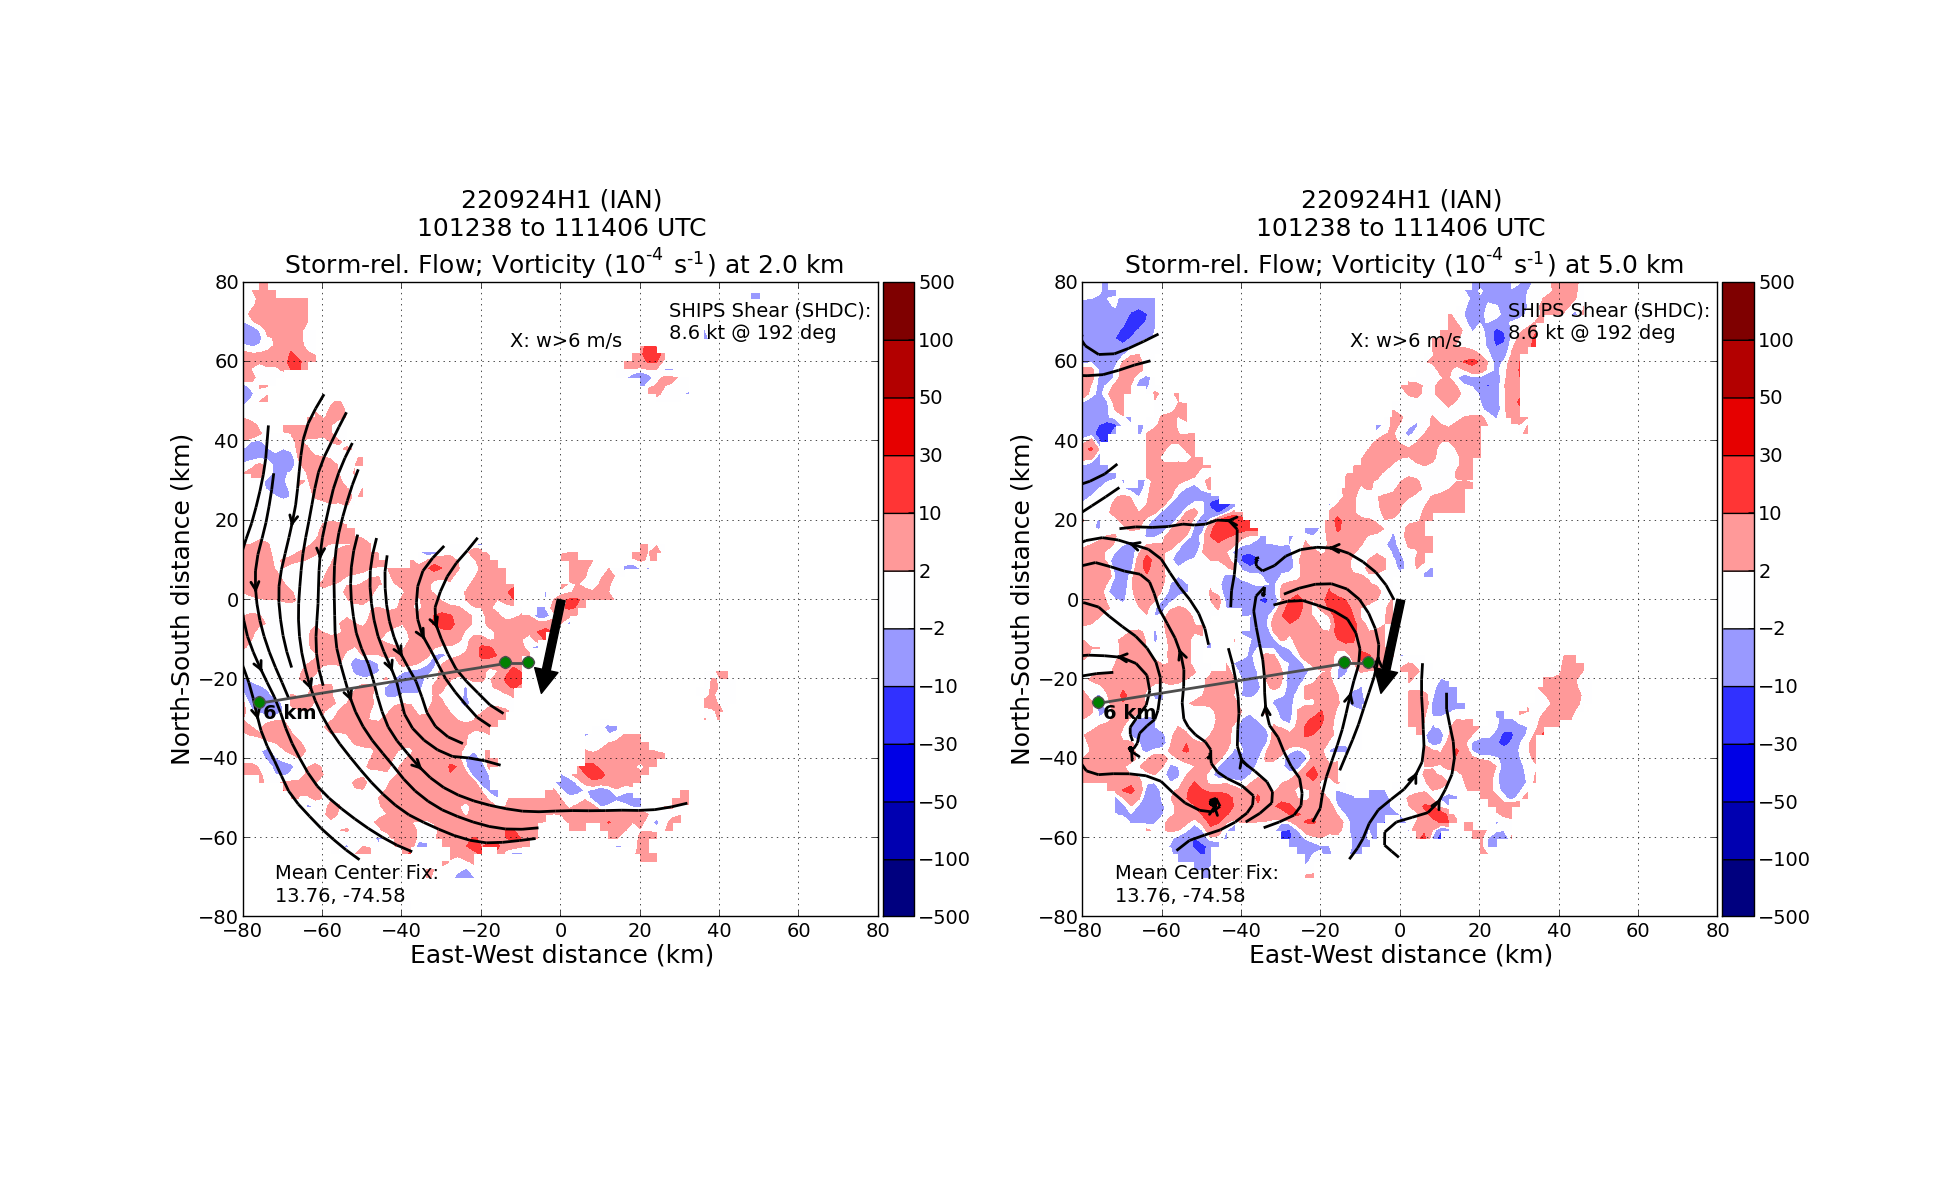 220924H1 (IAN)
101238 to 111406 UTC
Storm-rel. Flow; Vorticity (10⁻⁴ s⁻¹) at 2.0 km
SHIPS Shear (SHDC):
8.6 kt @ 192 deg
X: w>6 m/s
6 km
Mean Center Fix:
13.76, -74.58
North-South distance (km)
80
60
40
20
0
−20
−40
−60
−80
−80 −60 −40 −20 0 20 40 60 80
East-West distance (km)
500
100
50
30
10
2
−2
−10
−30
−50
−100
−500
220924H1 (IAN)
101238 to 111406 UTC
Storm-rel. Flow; Vorticity (10⁻⁴ s⁻¹) at 5.0 km
SHIPS Shear (SHDC):
8.6 kt @ 192 deg
X: w>6 m/s
6 km
Mean Center Fix:
13.76, -74.58
North-South distance (km)
80
60
40
20
0
−20
−40
−60
−80
−80 −60 −40 −20 0 20 40 60 80
East-West distance (km)
500
100
50
30
10
2
−2
−10
−30
−50
−100
−500